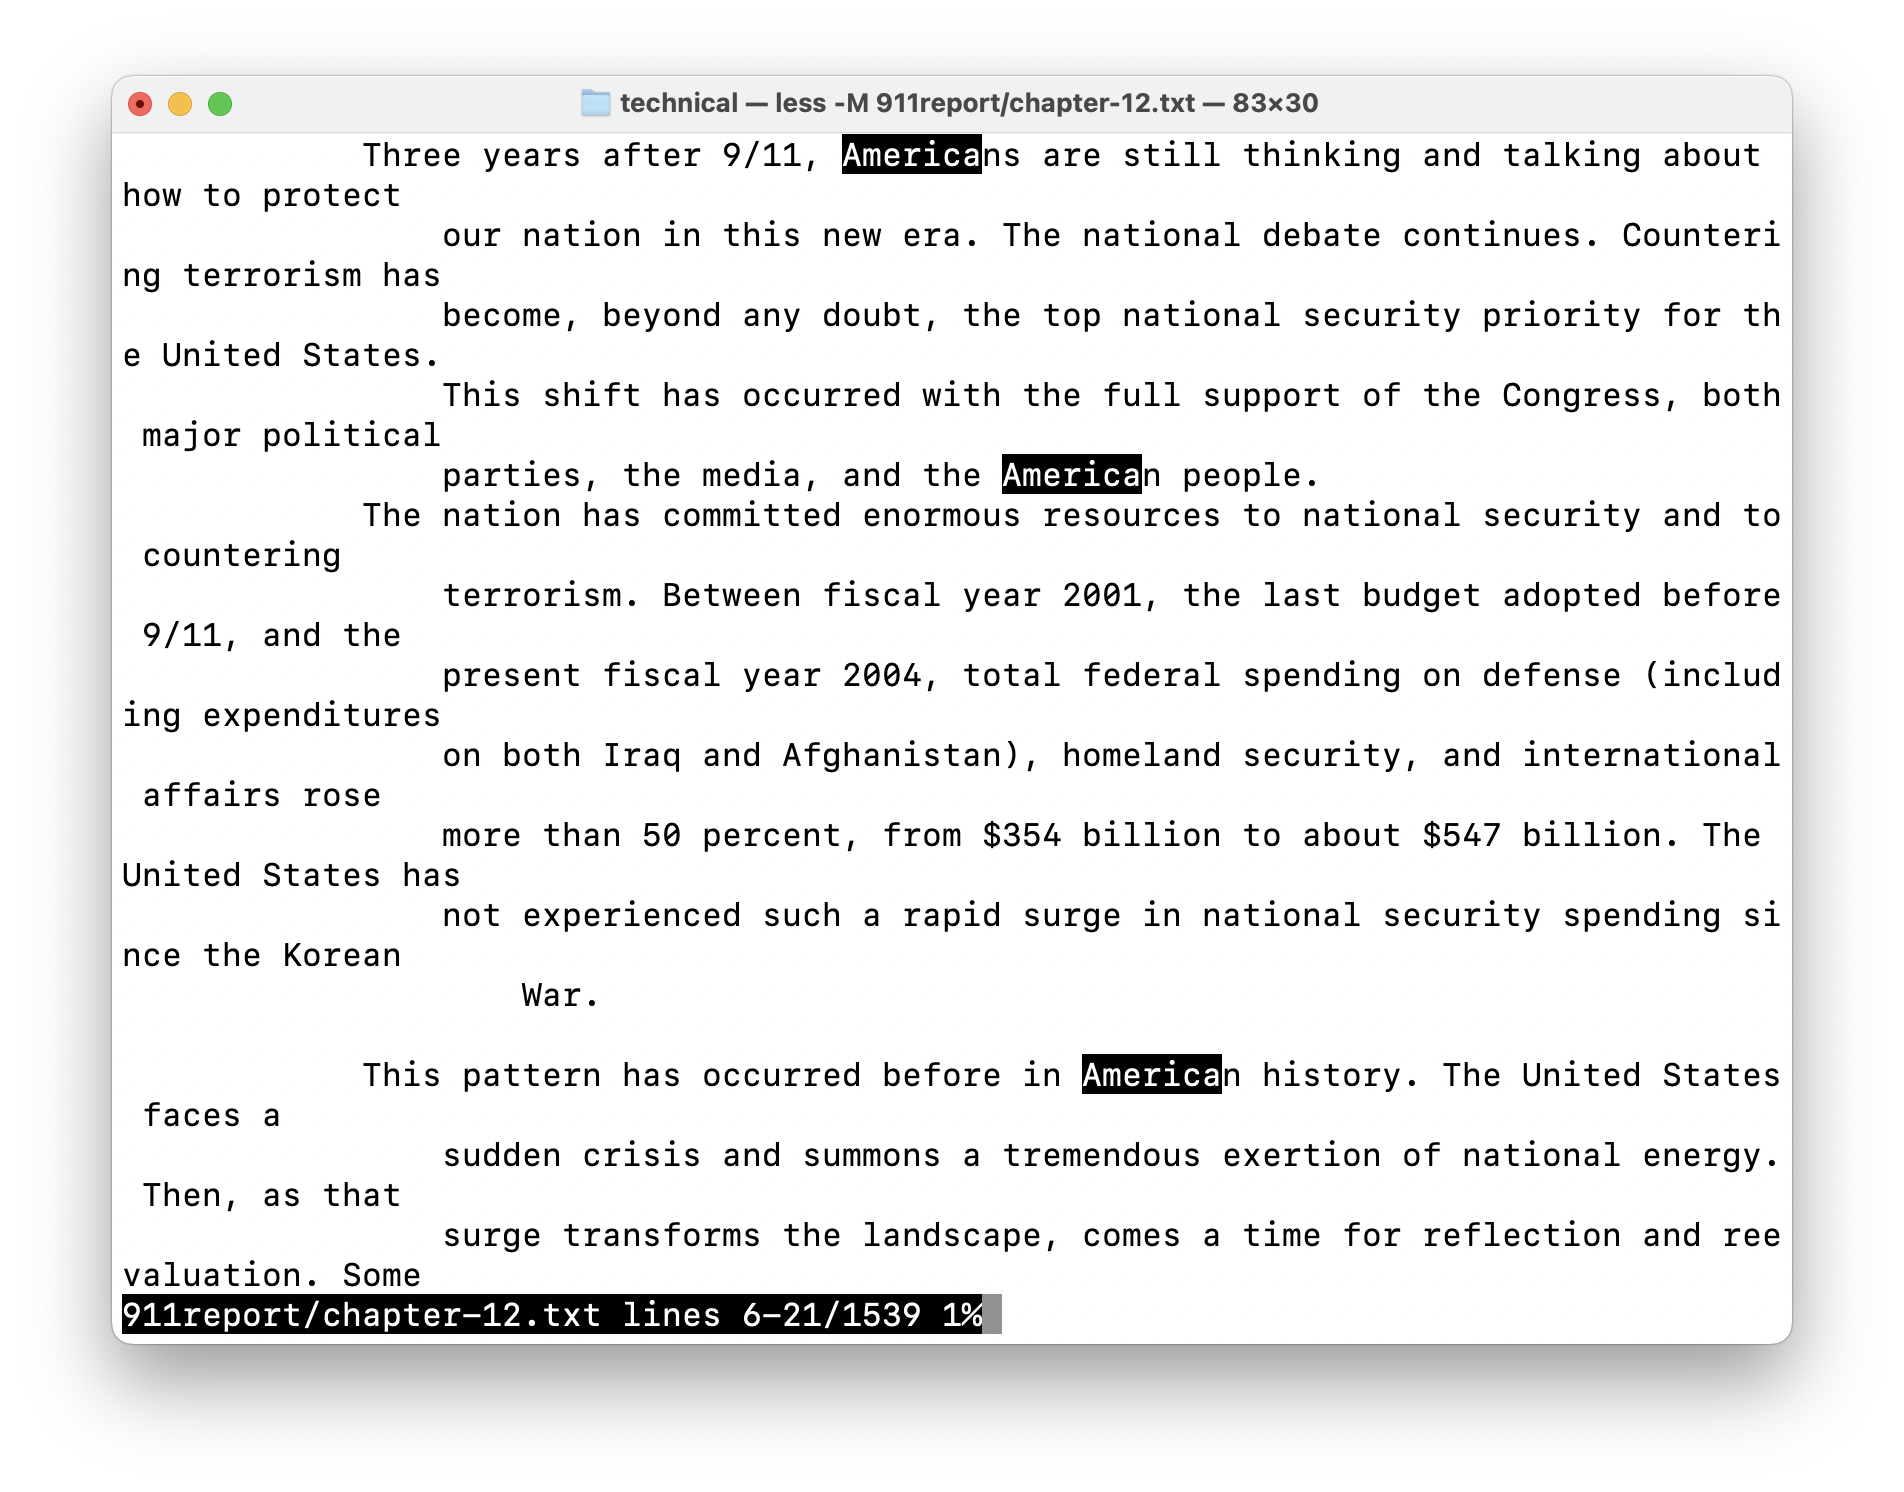 technical — less -M 911report/chapter-12.txt — 83×30
Three years after 9/11, Americans are still thinking and talking about
how to protect
our nation in this new era. The national debate continues. Counteri
ng terrorism has
become, beyond any doubt, the top national security priority for th
e United States.
This shift has occurred with the full support of the Congress, both
major political
parties, the media, and the American people.
The nation has committed enormous resources to national security and to
countering
terrorism. Between fiscal year 2001, the last budget adopted before
9/11, and the
present fiscal year 2004, total federal spending on defense (includ
ing expenditures
on both Iraq and Afghanistan), homeland security, and international
affairs rose
more than 50 percent, from $354 billion to about $547 billion. The
United States has
not experienced such a rapid surge in national security spending si
nce the Korean
War.
This pattern has occurred before in American history. The United States
faces a
sudden crisis and summons a tremendous exertion of national energy.
Then, as that
surge transforms the landscape, comes a time for reflection and ree
valuation. Some
911report/chapter-12.txt lines 6-21/1539 1%